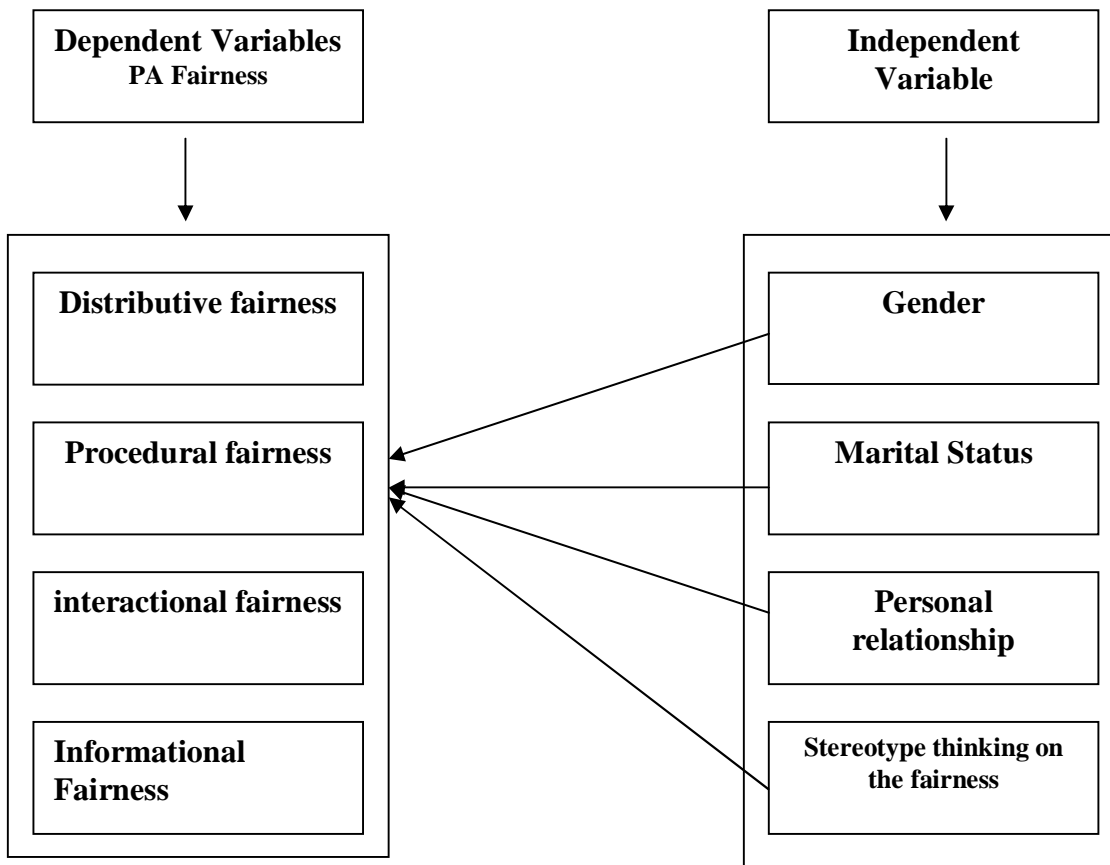 Dependent Variables
PA Fairness
Independent
Variable
Distributive fairness
Procedural fairness
interactional fairness
Informational
Fairness
Gender
Marital Status
Personal
relationship
Stereotype thinking on
the fairness